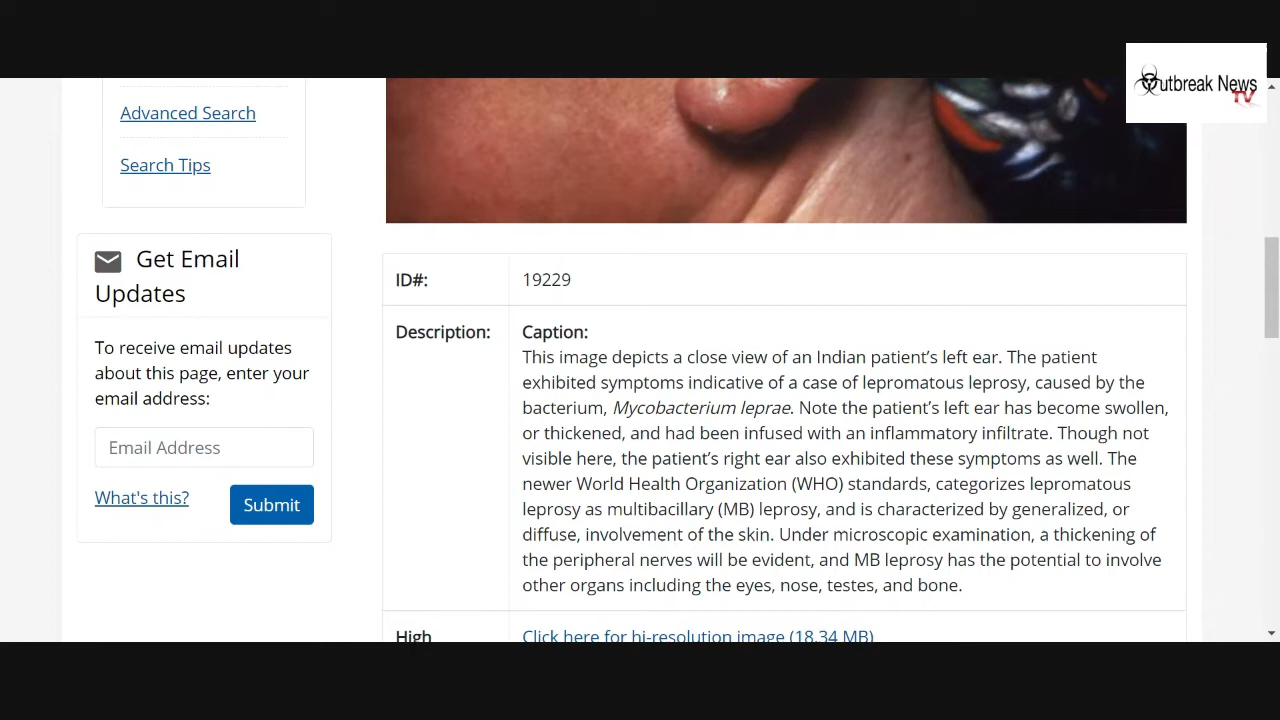 Outbreak News
TV
Advanced Search
Search Tips
Get Email
Updates
To receive email updates
about this page, enter your
email address:
Email Address
What's this?
Submit
ID#:
19229
Description:
Caption:
This image depicts a close view of an Indian patient’s left ear. The patient
exhibited symptoms indicative of a case of lepromatous leprosy, caused by the
bacterium, Mycobacterium leprae. Note the patient’s left ear has become swollen,
or thickened, and had been infused with an inflammatory infiltrate. Though not
visible here, the patient’s right ear also exhibited these symptoms as well. The
newer World Health Organization (WHO) standards, categorizes lepromatous
leprosy as multibacillary (MB) leprosy, and is characterized by generalized, or
diffuse, involvement of the skin. Under microscopic examination, a thickening of
the peripheral nerves will be evident, and MB leprosy has the potential to involve
other organs including the eyes, nose, testes, and bone.
High
Click here for hi-resolution image (18.34 MB)